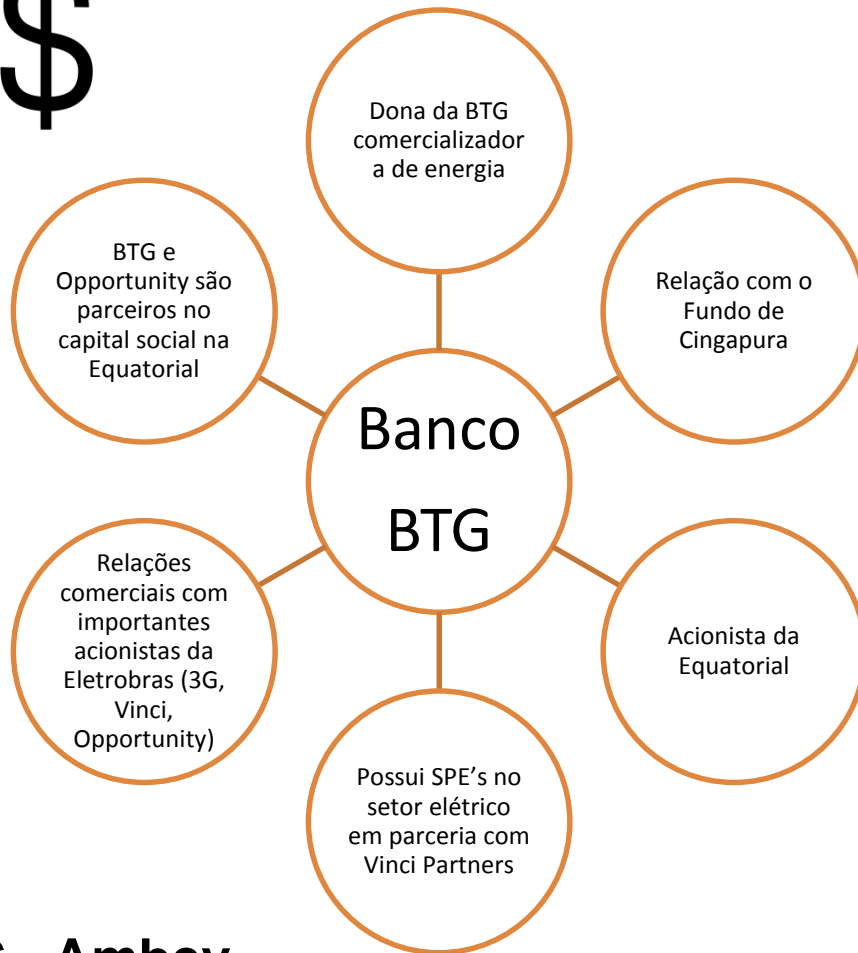 $
Dona da BTG
comercializador
a de energia
BTG e
Opportunity são
parceiros no
capital social na
Equatorial
Relação com o
Fundo de
Cingapura
Banco
BTG
Relações
comerciais com
importantes
acionistas da
Eletrobras (3G,
Vinci,
Opportunity)
Acionista da
Equatorial
Possui SPE’s no
setor elétrico
em parceria com
Vinci Partners
Ambev